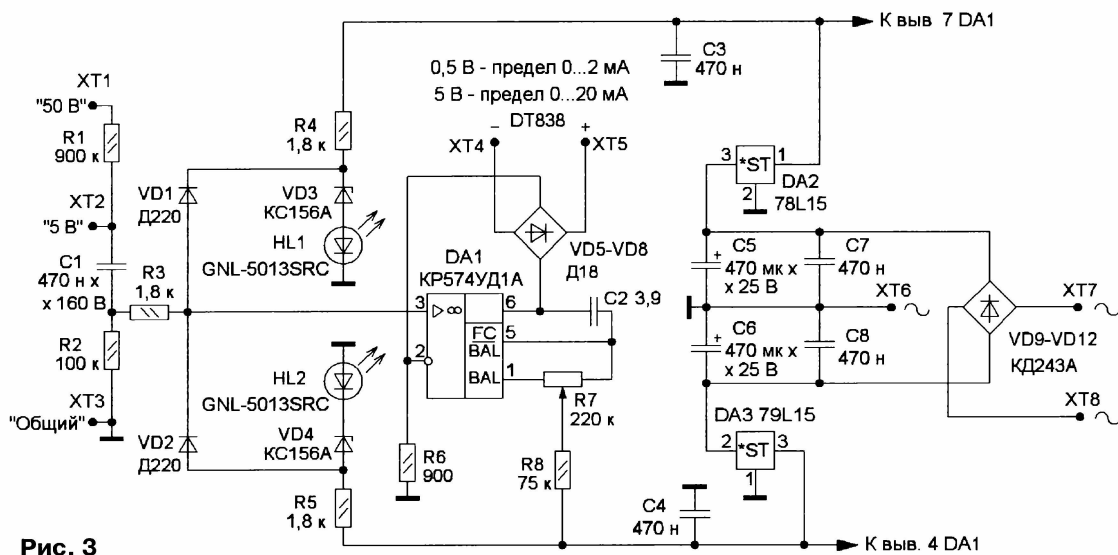 К выв 7 DA1
C3
470 н
0,5 В - предел 0...2 мА
5 В - предел 0...20 мА
DT838
XT1
"50 В"
R1
900 к
XT2
"5 В"
C1
470 н х
х 160 В
R2
100 к
XT3
"Общий"
R3
1,8 к
VD1
Д220
VD2
Д220
R4
1,8 к
VD3
КС156А
HL1
GNL-5013SRC
HL2
GNL-5013SRC
VD4
КС156А
R5
1,8 к
−
+
XT4
XT5
VD5-VD8
Д18
DA1
КР574УД1А
3
2
▷ ∞
6
FC
5
BAL
BAL
1
C2 3,9
R7
220 к
R6
900
R8
75 к
3
*ST
1
2
DA2
78L15
+
C5
470 мк х
х 25 В
C7
470 н
XT6
+
C6
470 мк х
х 25 В
C8
470 н
XT7
VD9-VD12
КД243А
XT8
DA3 79L15
2
*ST
3
1
C4
470 н
К выв. 4 DA1
Рис. 3